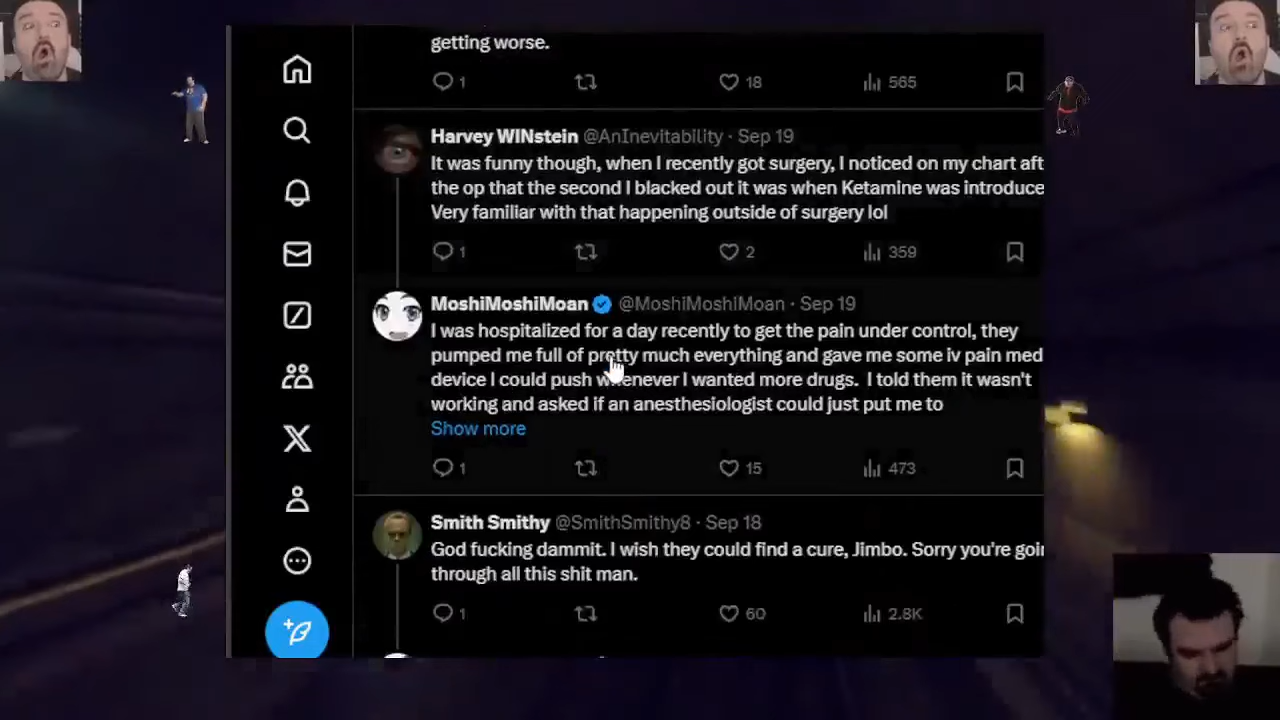 getting worse.
1 18 565
Harvey WINstein @AnInevitability · Sep 19
It was funny though, when I recently got surgery, I noticed on my chart aft
the op that the second I blacked out it was when Ketamine was introduce
Very familiar with that happening outside of surgery lol
1 2 359
MoshiMoshiMoan @MoshiMoshiMoan · Sep 19
I was hospitalized for a day recently to get the pain under control, they
pumped me full of pretty much everything and gave me some iv pain med
device I could push whenever I wanted more drugs. I told them it wasn't
working and asked if an anesthesiologist could just put me to
Show more
1 15 473
Smith Smithy @SmithSmithy8 · Sep 18
God fucking dammit. I wish they could find a cure, Jimbo. Sorry you're goi
through all this shit man.
1 60 2.8K